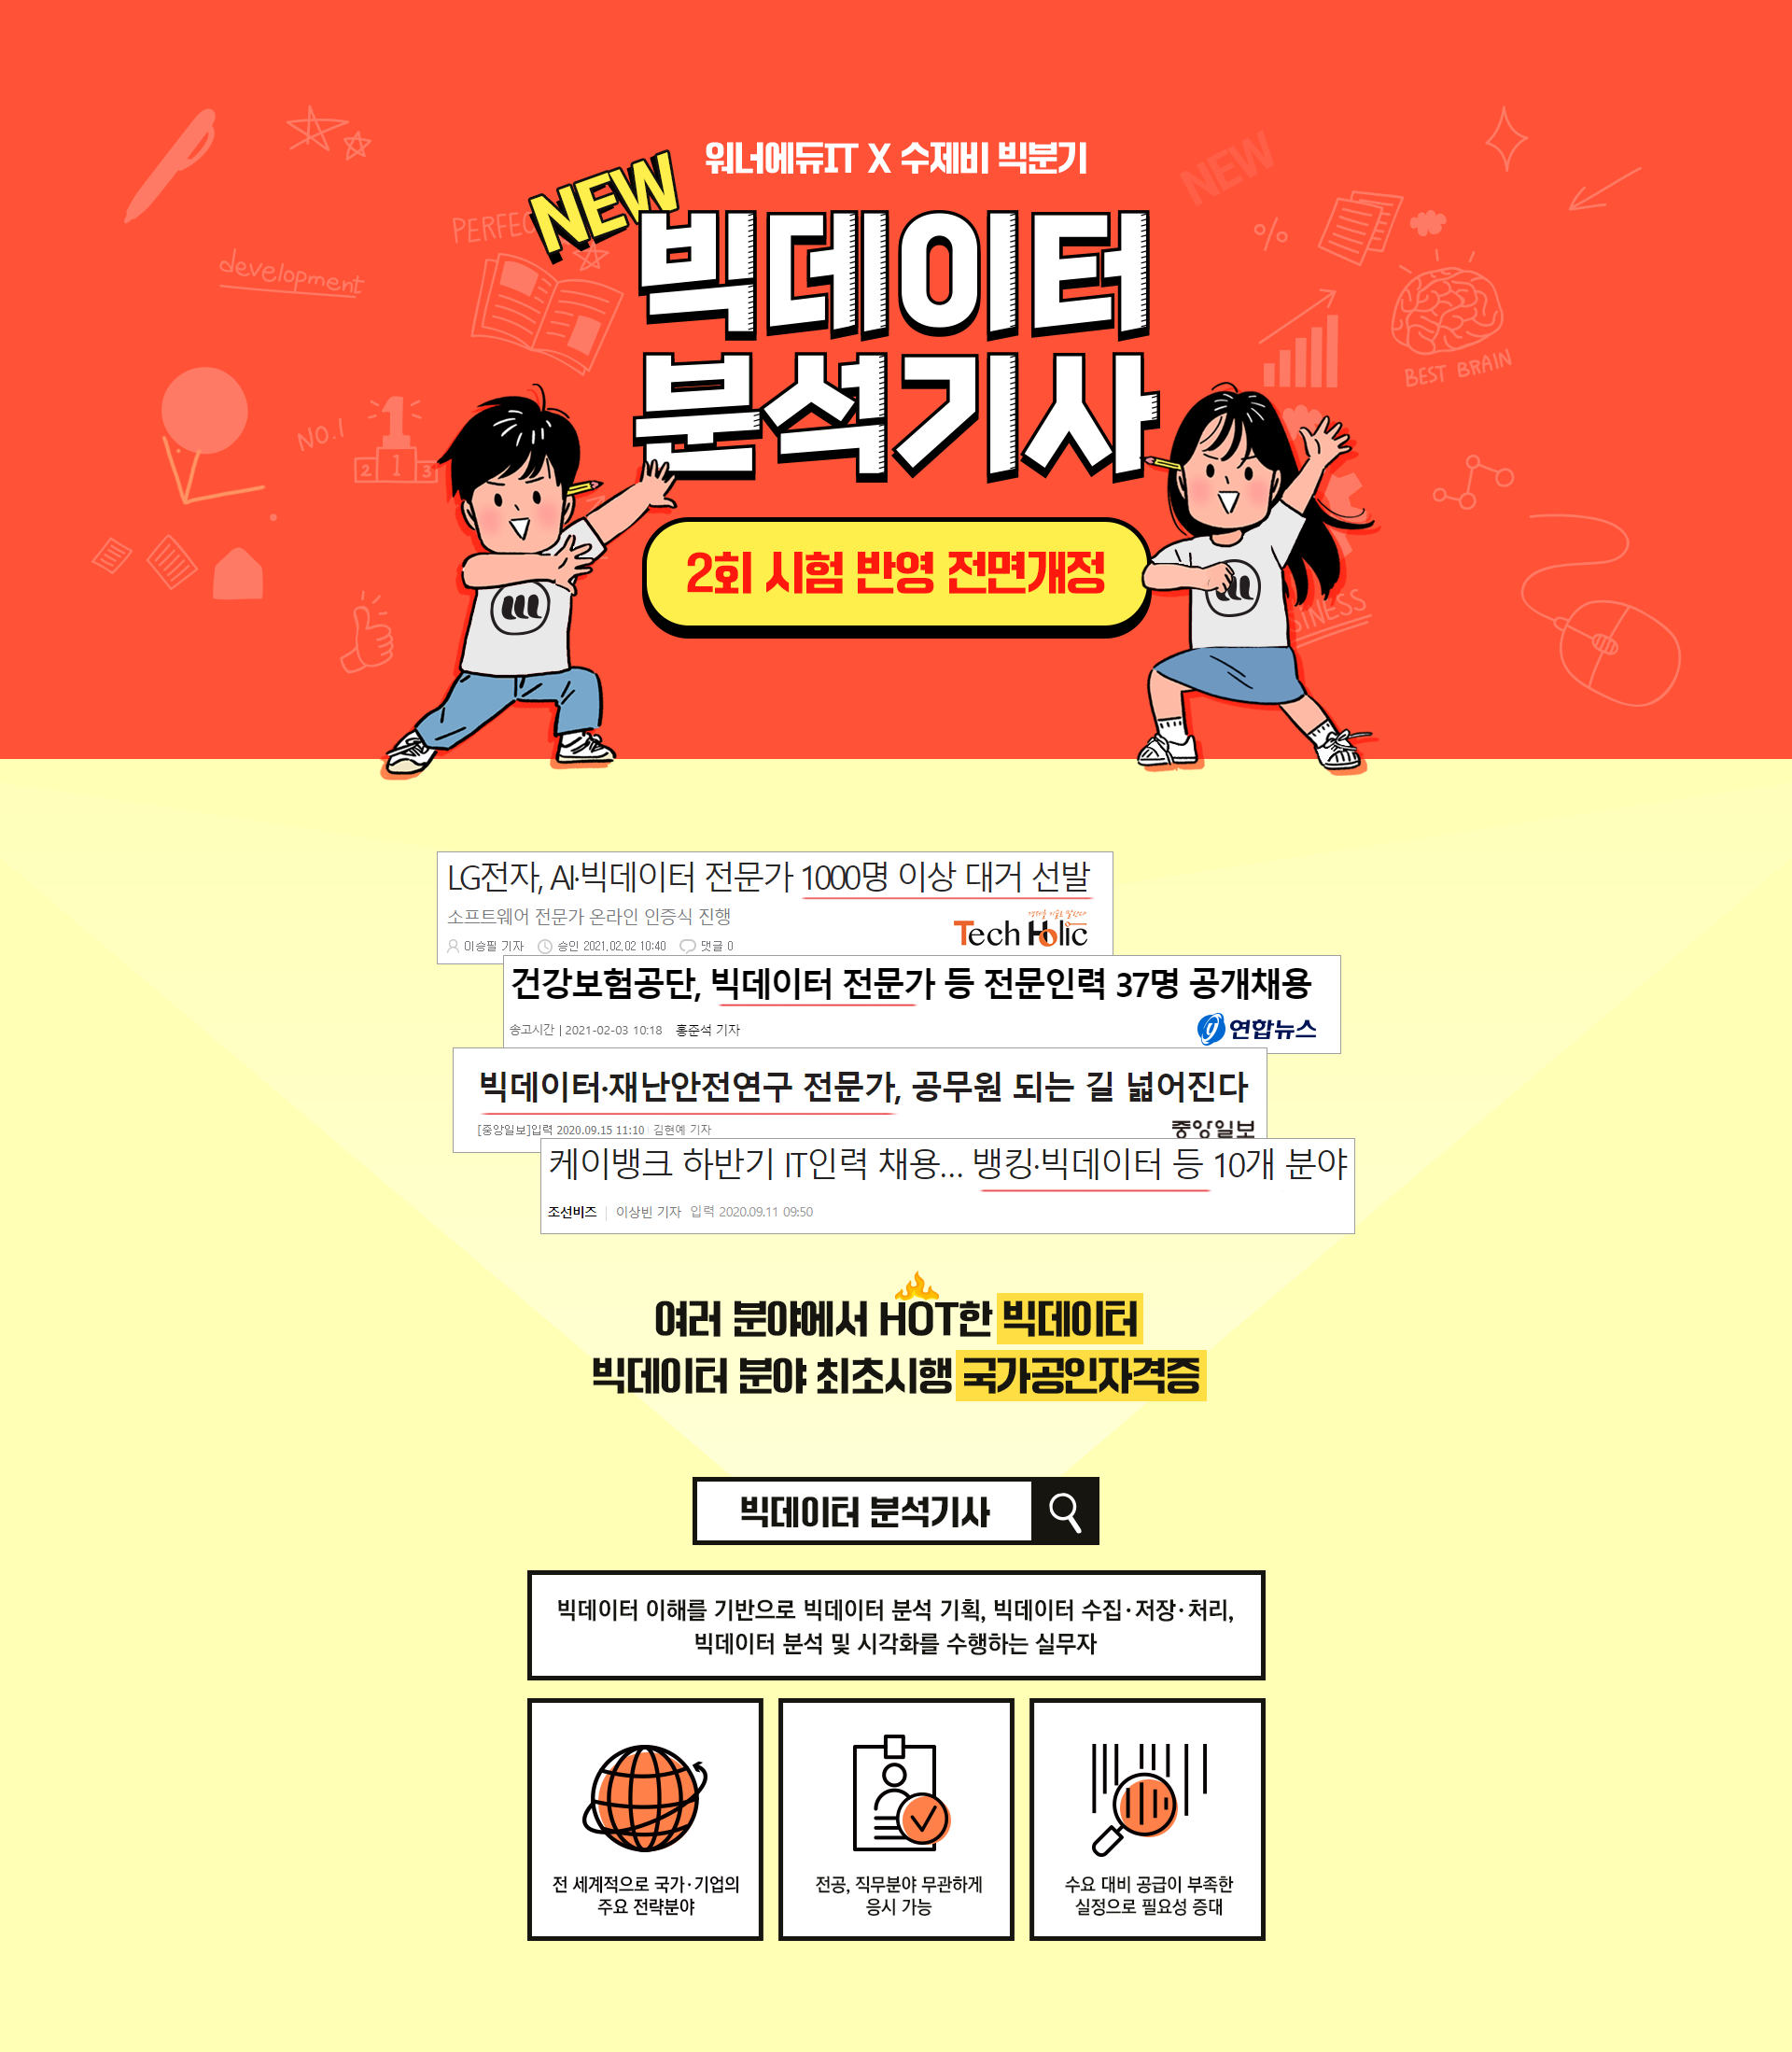 워너에듀IT X 수제비 빅분기
NEW
NEW
빅데이터
PERFEC
development
분석기사
BEST BRAIN
NO.1
1
2 1 3
2회 시험 반영 전면개정
SINESS
LG전자, AI·빅데이터 전문가 1000명 이상 대거 선발
소프트웨어 전문가 온라인 인증식 진행
이승필 기자 승인 2021.02.02 10:40 댓글 0
Tech Holic
건강보험공단, 빅데이터 전문가 등 전문인력 37명 공개채용
송고시간 | 2021-02-03 10:18 홍준석 기자
연합뉴스
빅데이터·재난안전연구 전문가, 공무원 되는 길 넓어진다
[중앙일보]입력 2020.09.15 11:10 김현예 기자
중앙일보
케이뱅크 하반기 IT인력 채용... 뱅킹·빅데이터 등 10개 분야
조선비즈 | 이상빈 기자 입력 2020.09.11 09:50
여러 분야에서 HOT한 빅데이터
빅데이터 분야 최초시행 국가공인자격증
빅데이터 분석기사
빅데이터 이해를 기반으로 빅데이터 분석 기획, 빅데이터 수집·저장·처리,
빅데이터 분석 및 시각화를 수행하는 실무자
전 세계적으로 국가·기업의
주요 전략분야
전공, 직무분야 무관하게
응시 가능
수요 대비 공급이 부족한
실정으로 필요성 증대